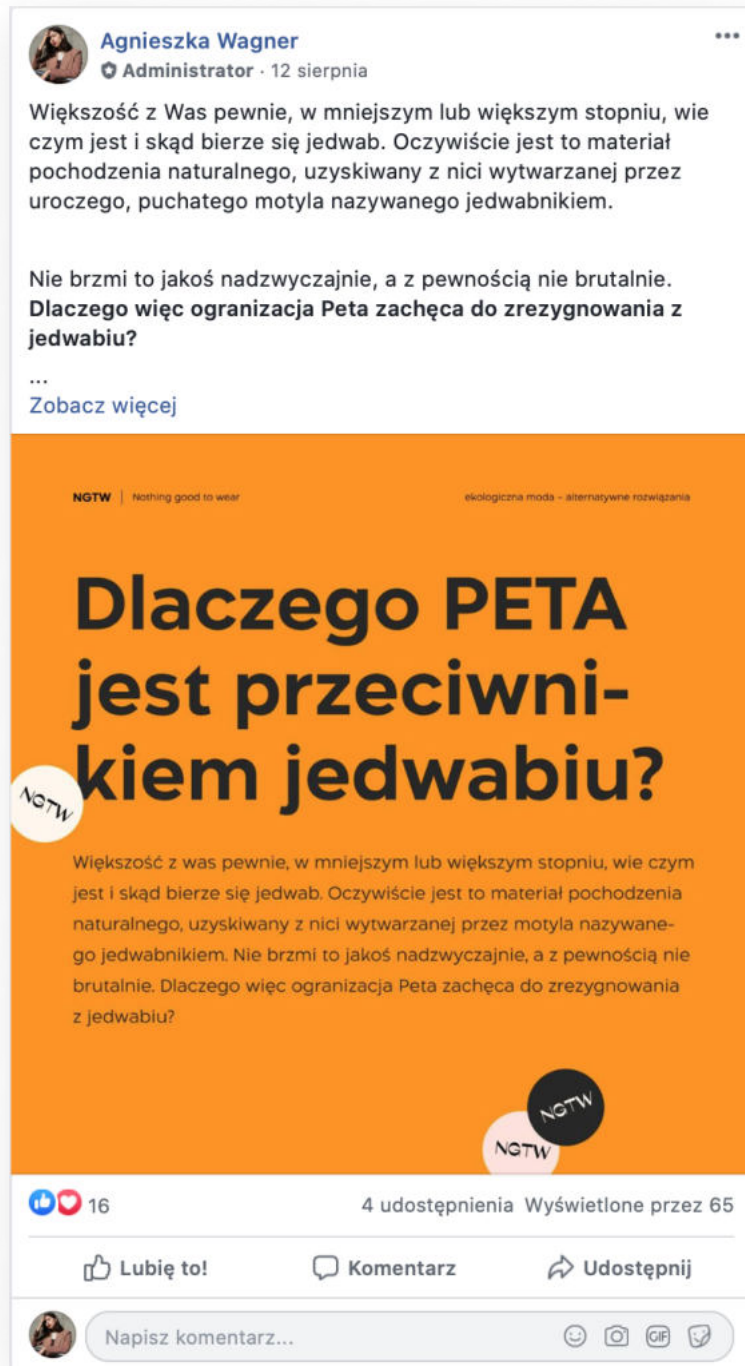 Agnieszka Wagner
Administrator · 12 sierpnia
Większość z Was pewnie, w mniejszym lub większym stopniu, wie
czym jest i skąd bierze się jedwab. Oczywiście jest to materiał
pochodzenia naturalnego, uzyskiwany z nici wytwarzanej przez
uroczego, puchatego motyla nazywanego jedwabnikiem.
Nie brzmi to jakoś nadzwyczajnie, a z pewnością nie brutalnie.
Dlaczego więc ogranizacja Peta zachęca do zrezygnowania z
jedwabiu?
...
Zobacz więcej
NGTW | Nothing good to wear
ekologiczna moda – alternatywne rozwiązania
Dlaczego PETA
jest przeciwni-
kiem jedwabiu?
NGTW
Większość z was pewnie, w mniejszym lub większym stopniu, wie czym
jest i skąd bierze się jedwab. Oczywiście jest to materiał pochodzenia
naturalnego, uzyskiwany z nici wytwarzanej przez motyla nazywane-
go jedwabnikiem. Nie brzmi to jakoś nadzwyczajnie, a z pewnością nie
brutalnie. Dlaczego więc ogranizacja Peta zachęca do zrezygnowania
z jedwabiu?
NGTW
NGTW
16
4 udostępnienia Wyświetlone przez 65
Lubię to! Komentarz Udostępnij
Napisz komentarz...
GIF